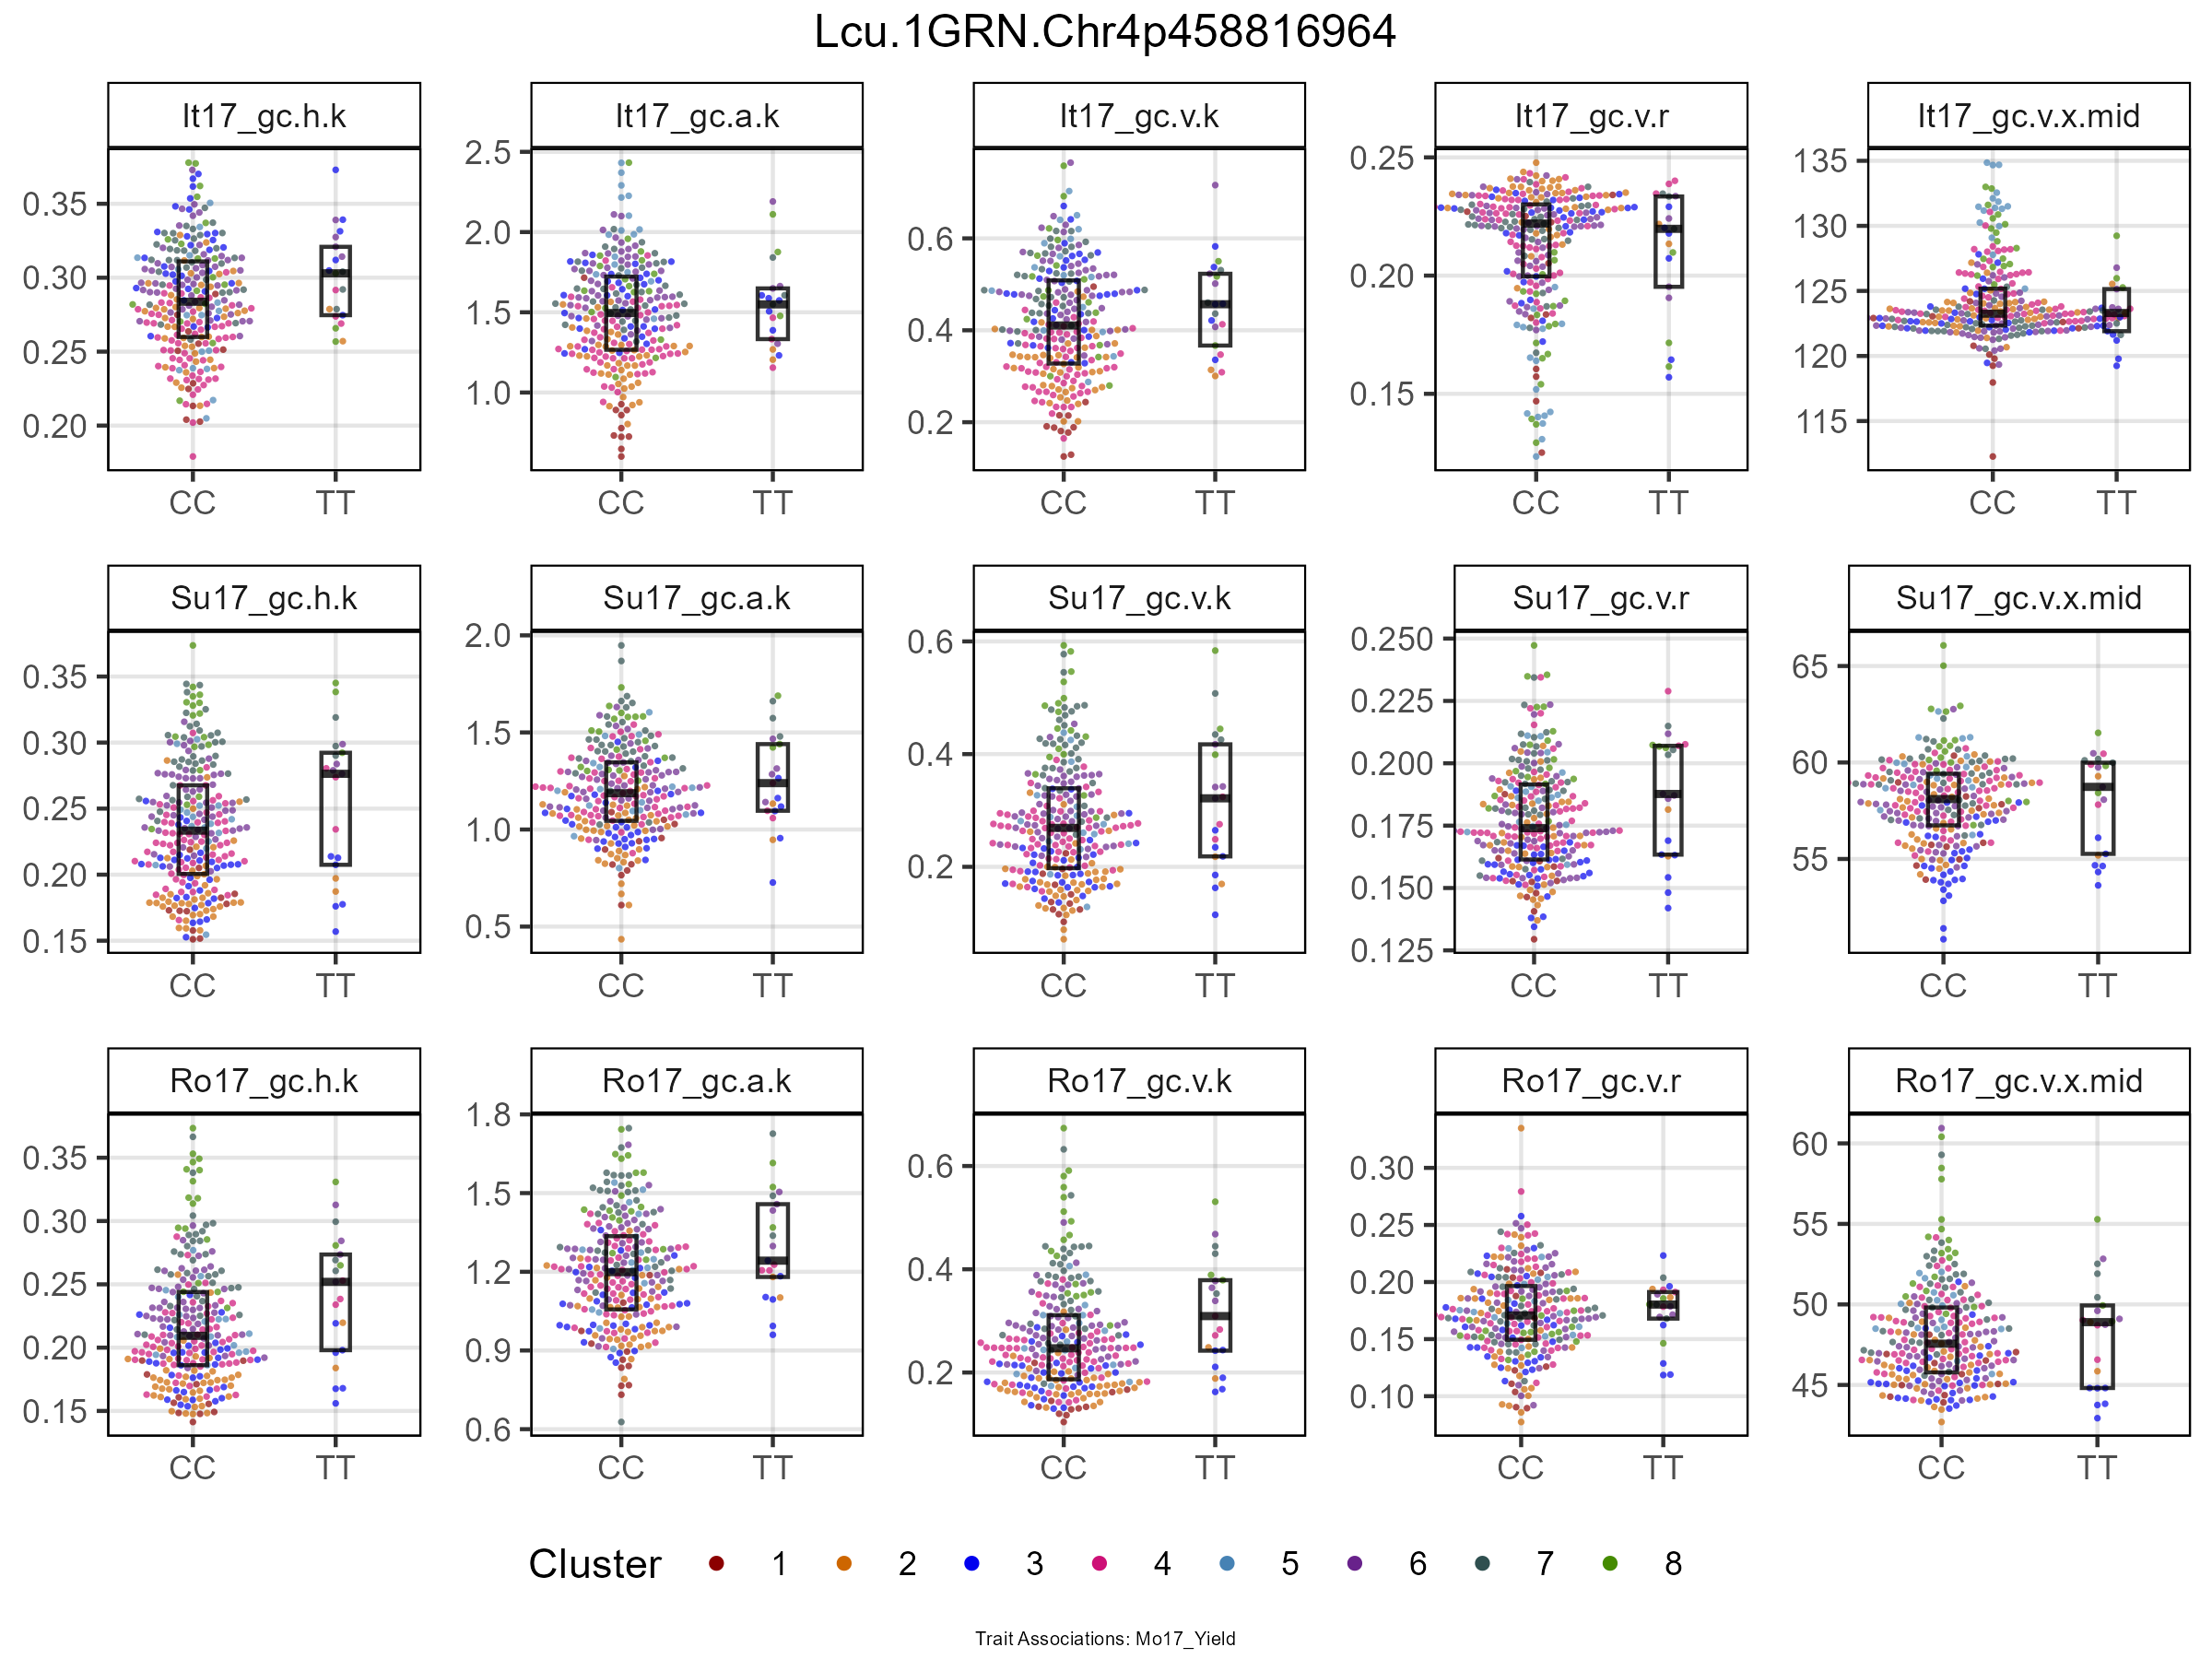 Lcu.1GRN.Chr4p458816964
It17_gc.h.k
It17_gc.a.k
It17_gc.v.k
It17_gc.v.r
It17_gc.v.x.mid
0.35
0.30
0.25
0.20
CC TT
2.5
2.0
1.5
1.0
CC TT
0.6
0.4
0.2
CC TT
0.25
0.20
0.15
CC TT
135
130
125
120
115
CC TT
Su17_gc.h.k
Su17_gc.a.k
Su17_gc.v.k
Su17_gc.v.r
Su17_gc.v.x.mid
0.35
0.30
0.25
0.20
0.15
CC TT
2.0
1.5
1.0
0.5
CC TT
0.6
0.4
0.2
CC TT
0.250
0.225
0.200
0.175
0.150
0.125
CC TT
65
60
55
CC TT
Ro17_gc.h.k
Ro17_gc.a.k
Ro17_gc.v.k
Ro17_gc.v.r
Ro17_gc.v.x.mid
0.35
0.30
0.25
0.20
0.15
CC TT
1.8
1.5
1.2
0.9
0.6
CC TT
0.6
0.4
0.2
CC TT
0.30
0.25
0.20
0.15
0.10
CC TT
60
55
50
45
CC TT
Cluster 1 2 3 4 5 6 7 8
Trait Associations: Mo17_Yield